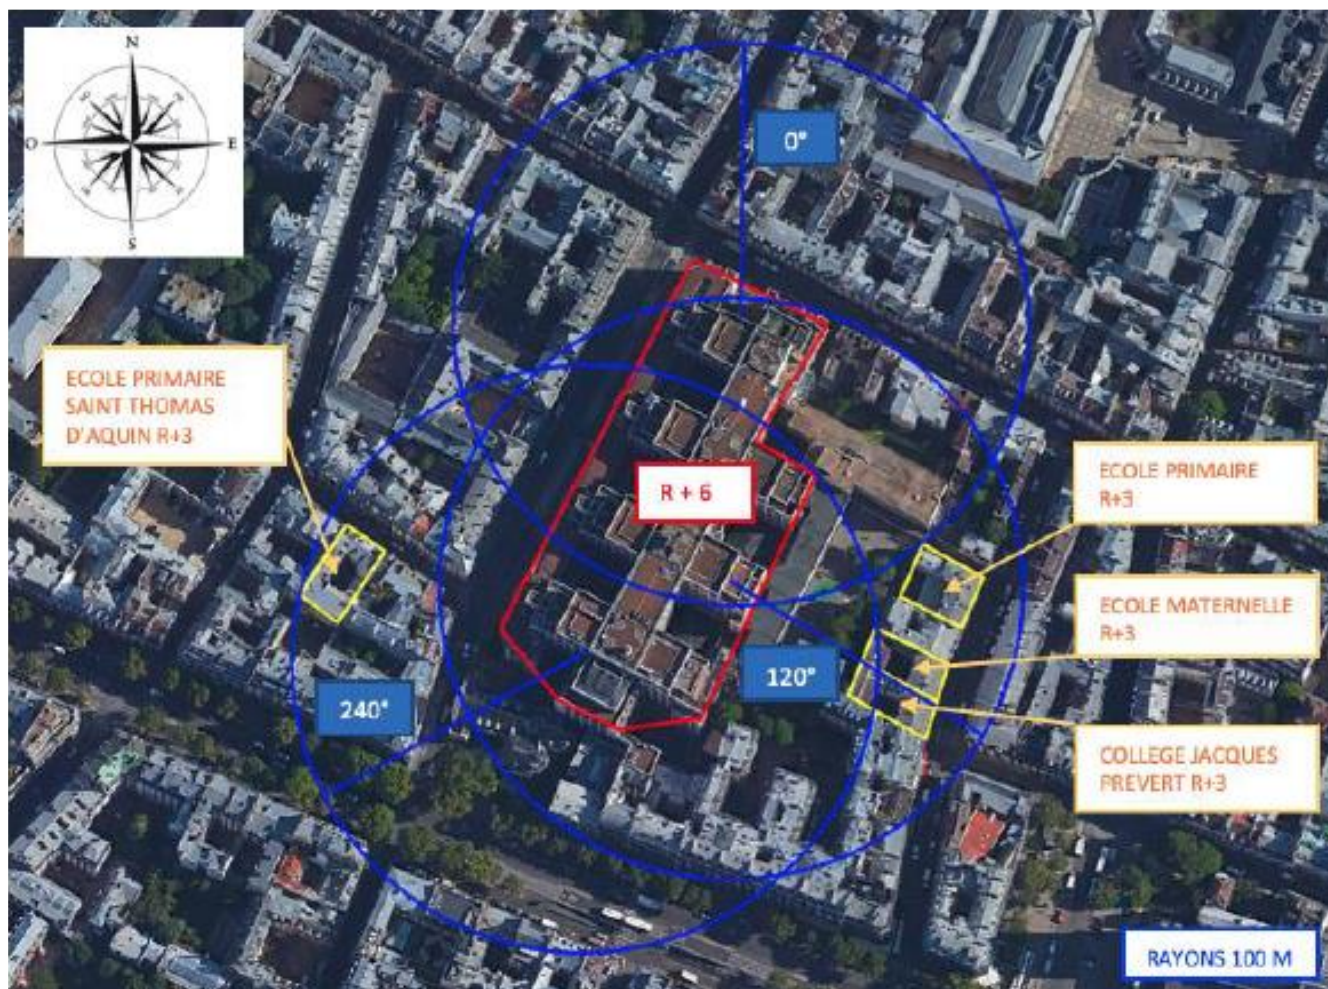 N
O
E
S
0°
ECOLE PRIMAIRE
SAINT THOMAS
D'AQUIN R+3
R + 6
ECOLE PRIMAIRE
R+3
ECOLE MATERNELLE
R+3
120°
240°
COLLEGE JACQUES
PREVERT R+3
RAYONS 100 M